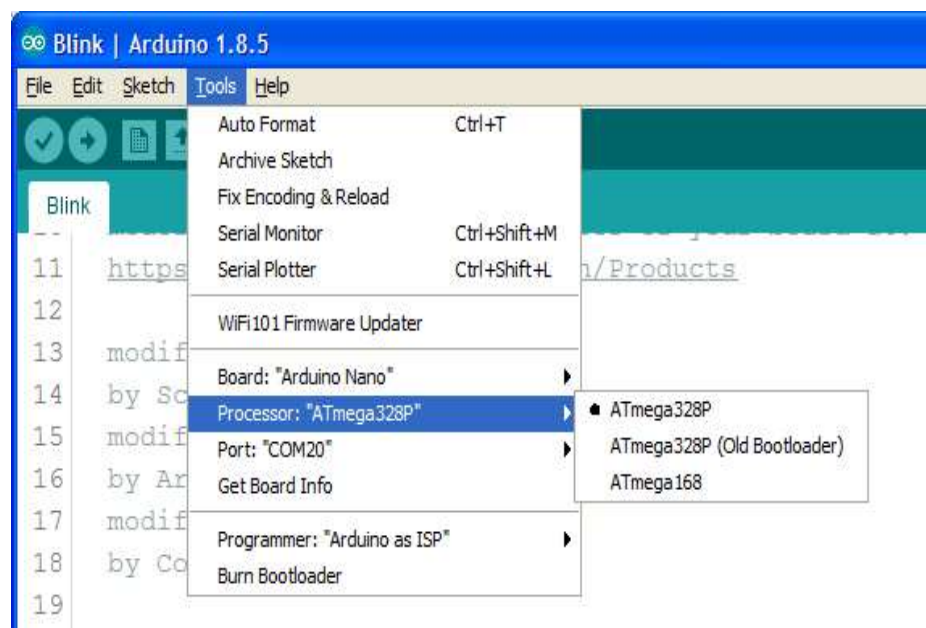 Blink | Arduino 1.8.5
File Edit Sketch Tools Help
Auto Format Ctrl+T
Archive Sketch
Fix Encoding & Reload
Blink
Serial Monitor Ctrl+Shift+M
11 https
Serial Plotter Ctrl+Shift+L
n/Products
12
WiFi101 Firmware Updater
13 modif
Board: "Arduino Nano"
14 by Sc
Processor: "ATmega328P"
ATmega328P
15 modif
Port: "COM20"
ATmega328P (Old Bootloader)
16 by Ar
Get Board Info
ATmega168
17 modif
Programmer: "Arduino as ISP"
18 by Co
Burn Bootloader
19